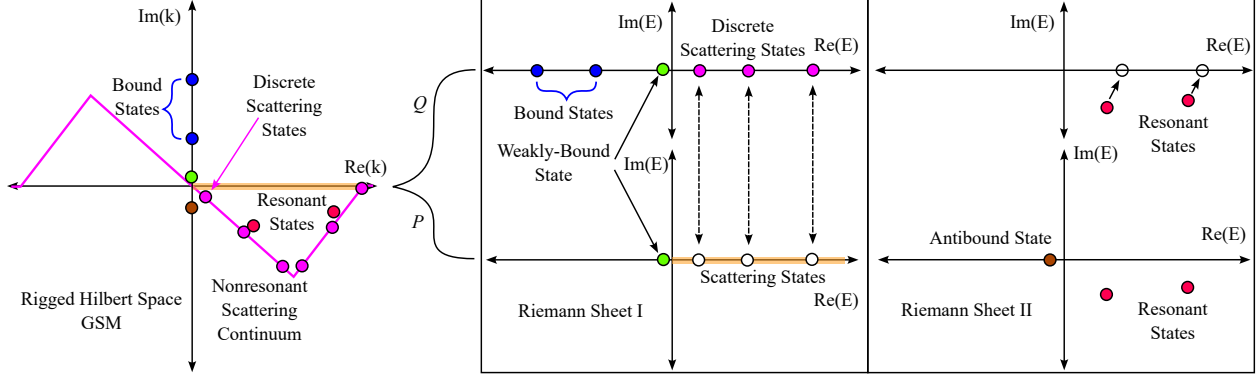 Im(k)
Bound
States
Discrete
Scattering
States
Re(k)
Resonant
States
Nonresonant
Scattering
Continuum
Rigged Hilbert Space
GSM
Q
P
Im(E)
Discrete
Scattering States
Re(E)
Bound States
Weakly-Bound
State
Im(E)
Scattering States
Re(E)
Riemann Sheet I
Im(E)
Re(E)
Resonant
States
Im(E)
Antibound State
Re(E)
Riemann Sheet II
Resonant
States